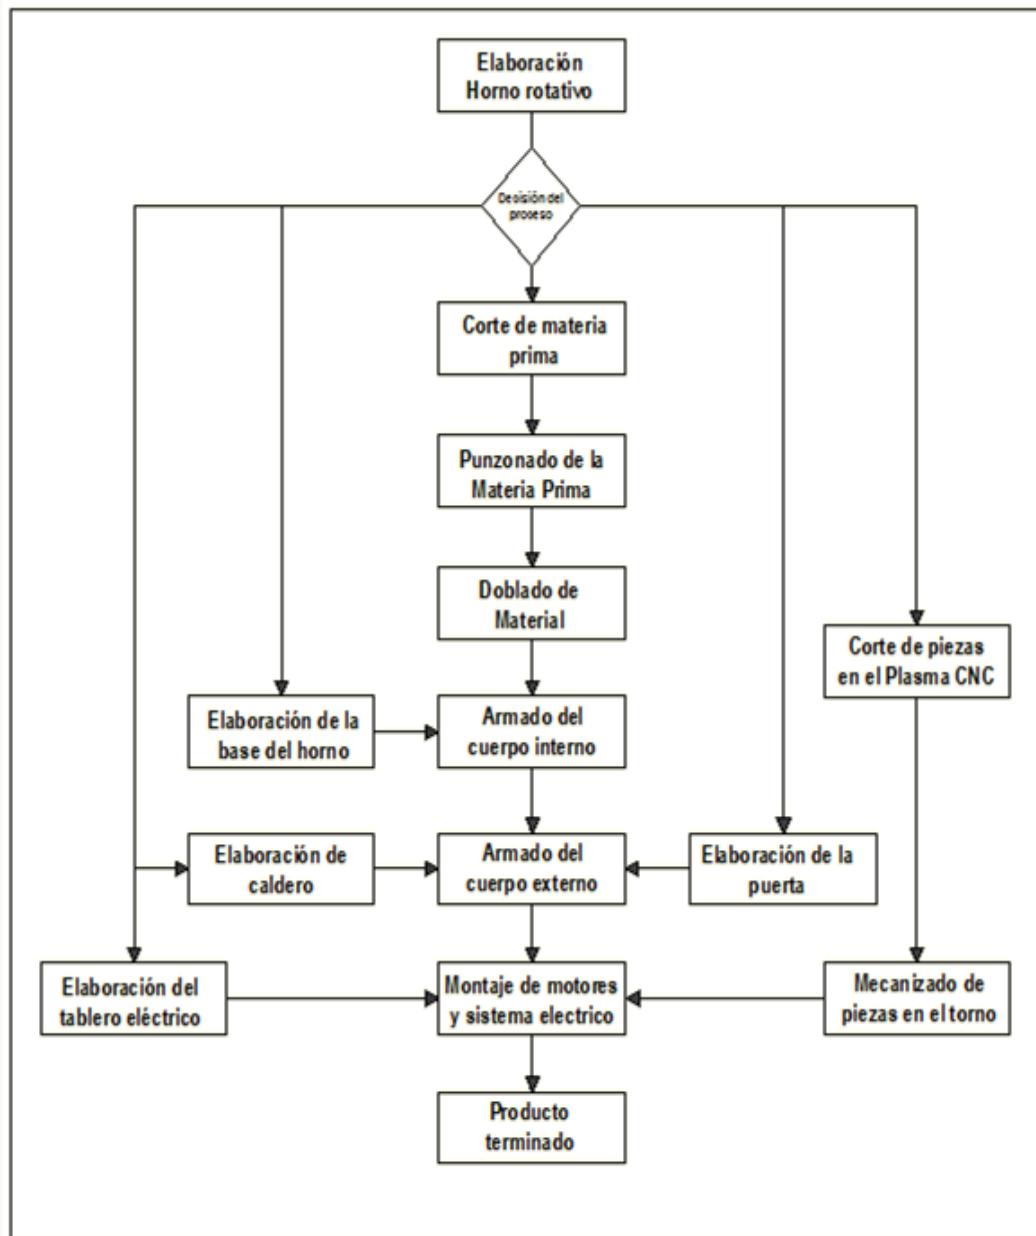 Elaboración
Horno rotativo
Decisión del
proceso
Corte de materia
prima
Punzonado de la
Materia Prima
Doblado de
Material
Corte de piezas
en el Plasma CNC
Elaboración de la
base del horno
Armado del
cuerpo interno
Elaboración de
caldero
Armado del
cuerpo externo
Elaboración de la
puerta
Elaboración del
tablero eléctrico
Montaje de motores
y sistema electrico
Mecanizado de
piezas en el torno
Producto
terminado